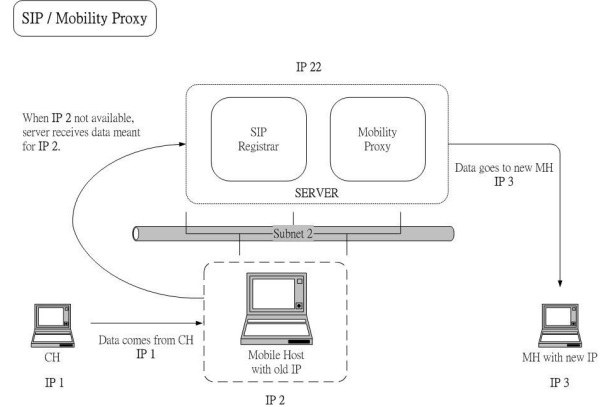 SIP / Mobility Proxy
IP 22
When IP 2 not available,
server receives data meant
for IP 2.
SIP
Registrar
Mobility
Proxy
SERVER
Data goes to new MH
IP 3
Subnet 2
Data comes from CH
IP 1
CH
IP 1
Mobile Host
with old IP
IP 2
MH with new IP
IP 3